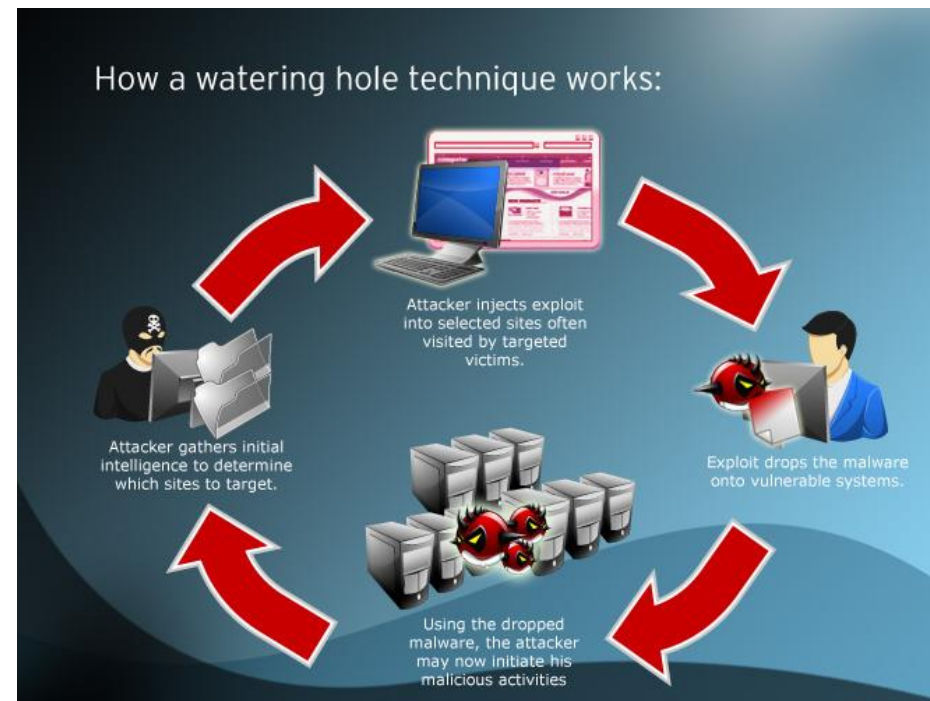 How a watering hole technique works:
Attacker injects exploit
into selected sites often
visited by targeted
victims.
Attacker gathers initial
intelligence to determine
which sites to target.
Exploit drops the malware
onto vulnerable systems.
Using the dropped
malware, the attacker
may now initiate his
malicious activities